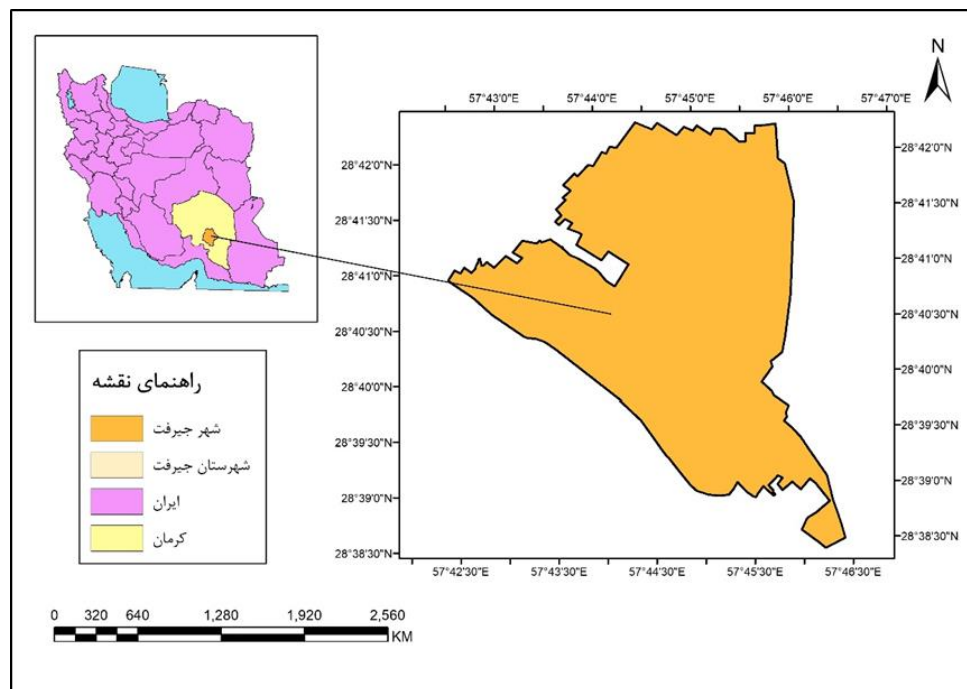 N
57°43'0"E 57°44'0"E 57°45'0"E 57°46'0"E 57°47'0"E
28°42'0"N 28°42'0"N
28°41'30"N 28°41'30"N
28°41'0"N 28°41'0"N
28°40'30"N 28°40'30"N
28°40'0"N 28°40'0"N
28°39'30"N 28°39'30"N
28°39'0"N 28°39'0"N
28°38'30"N 28°38'30"N
57°42'30"E 57°43'30"E 57°44'30"E 57°45'30"E 57°46'30"E
راهنمای نقشه
شهر جیرفت
شهرستان جیرفت
ایران
کرمان
0 320 640 1,280 1,920 2,560
KM